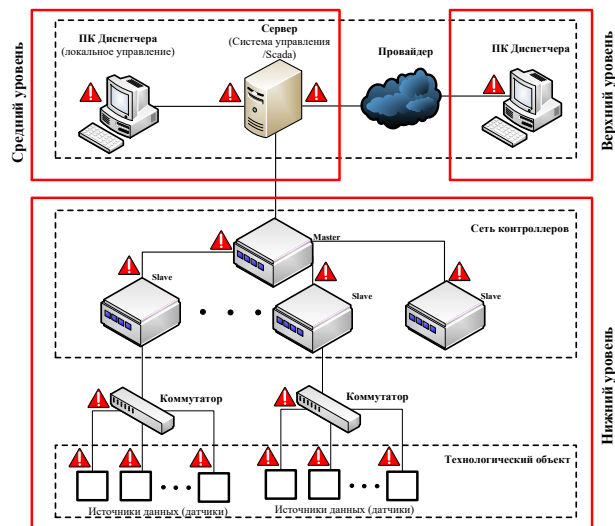 ПК Диспетчера
(локальное управление)
Сервер
(Система управления
/Scada)
Провайдер
ПК Диспетчера
Средний уровень
Верхний уровень
Сеть контроллеров
Master
Slave
Slave
Slave
Коммутатор
Коммутатор
Нижний уровень
Технологический объект
Источники данных (датчики)
Источники данных (датчики)